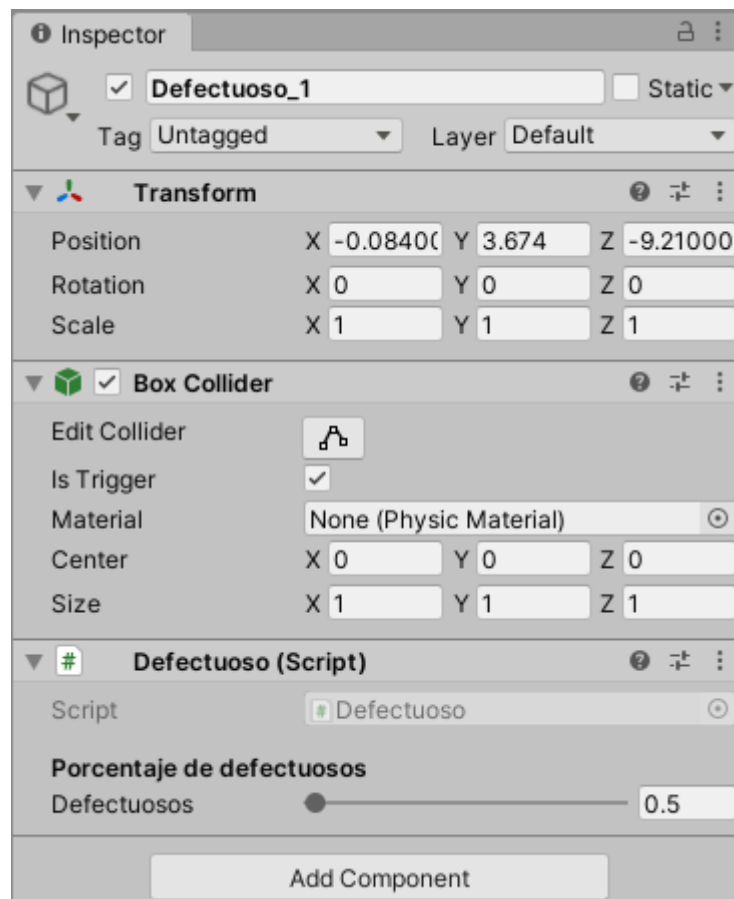 Inspector
Defectuoso_1 Static
Tag Untagged Layer Default
Transform
Position X -0.0840( Y 3.674 Z -9.21000
Rotation X 0 Y 0 Z 0
Scale X 1 Y 1 Z 1
Box Collider
Edit Collider
Is Trigger
Material None (Physic Material)
Center X 0 Y 0 Z 0
Size X 1 Y 1 Z 1
# Defectuoso (Script)
Script # Defectuoso
Porcentaje de defectuosos
Defectuosos 0.5
Add Component